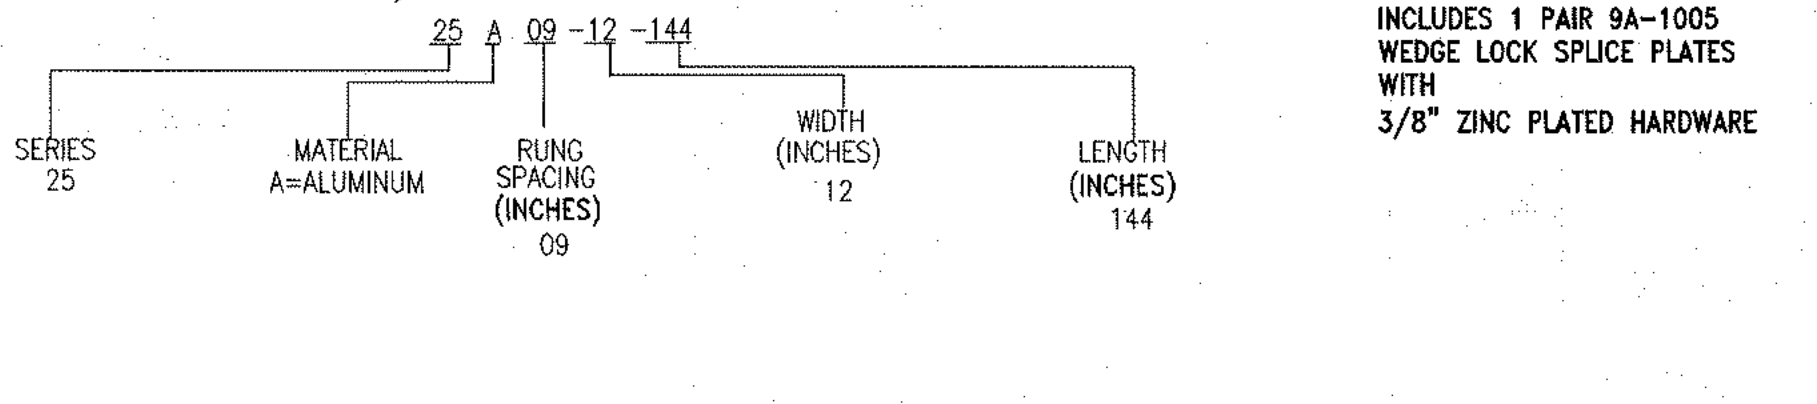 25 A 09 -12 -144
SERIES
25
MATERIAL
A=ALUMINUM
RUNG
SPACING
(INCHES)
09
WIDTH
(INCHES)
12
LENGTH
(INCHES)
144
INCLUDES 1 PAIR 9A-1005
WEDGE LOCK SPLICE PLATES
WITH
3/8" ZINC PLATED HARDWARE